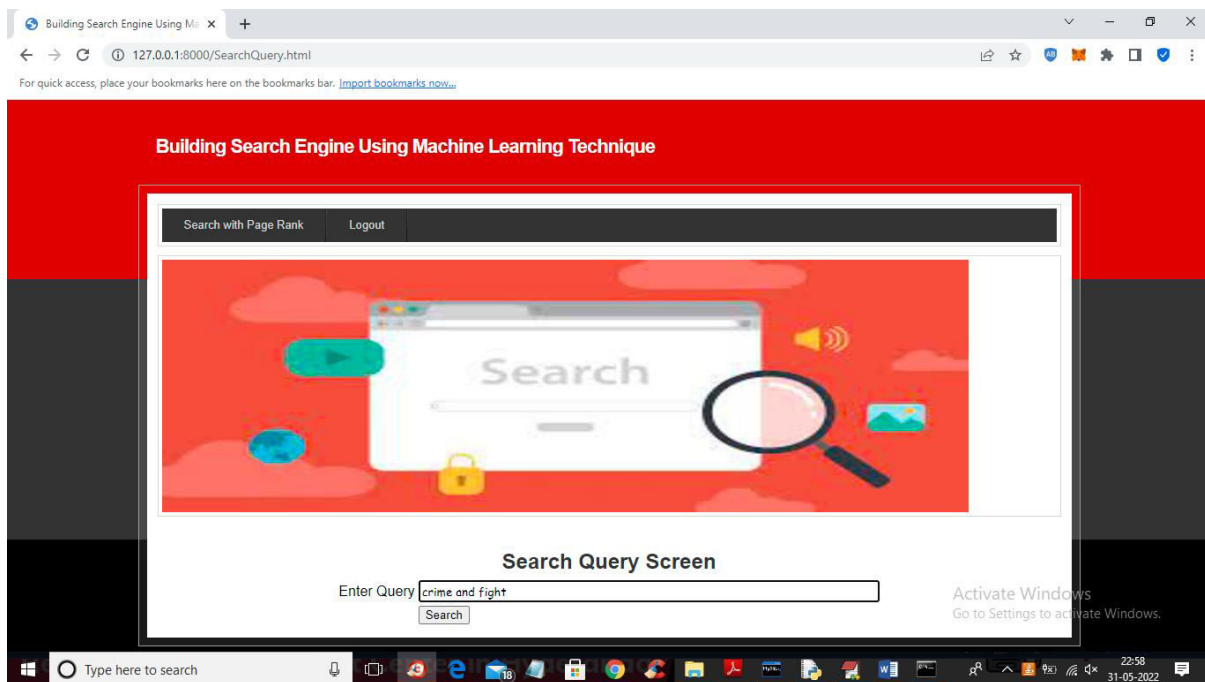 Building Search Engine Using Ma
127.0.0.1:8000/SearchQuery.html
For quick access, place your bookmarks here on the bookmarks bar. Import bookmarks now...
Building Search Engine Using Machine Learning Technique
Search with Page Rank Logout
Search
Search Query Screen
Enter Query crime and fight
Search
Activate Windows
Go to Settings to activate Windows.
Type here to search
18
22:58
31-05-2022